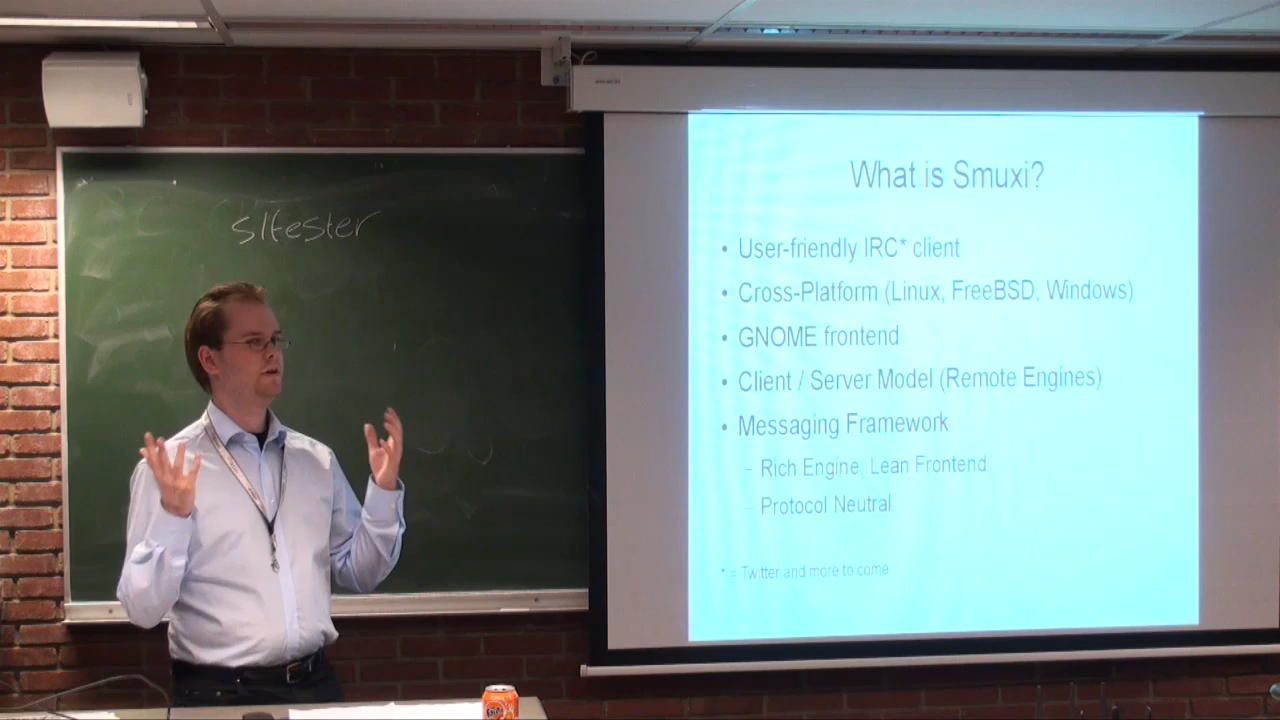 sltester
What is Smuxi?
• User-friendly IRC* client
• Cross-Platform (Linux, FreeBSD, Windows)
• GNOME frontend
• Client / Server Model (Remote Engines)
• Messaging Framework
– Rich Engine, Lean Frontend
– Protocol Neutral
* = Twitter and more to come